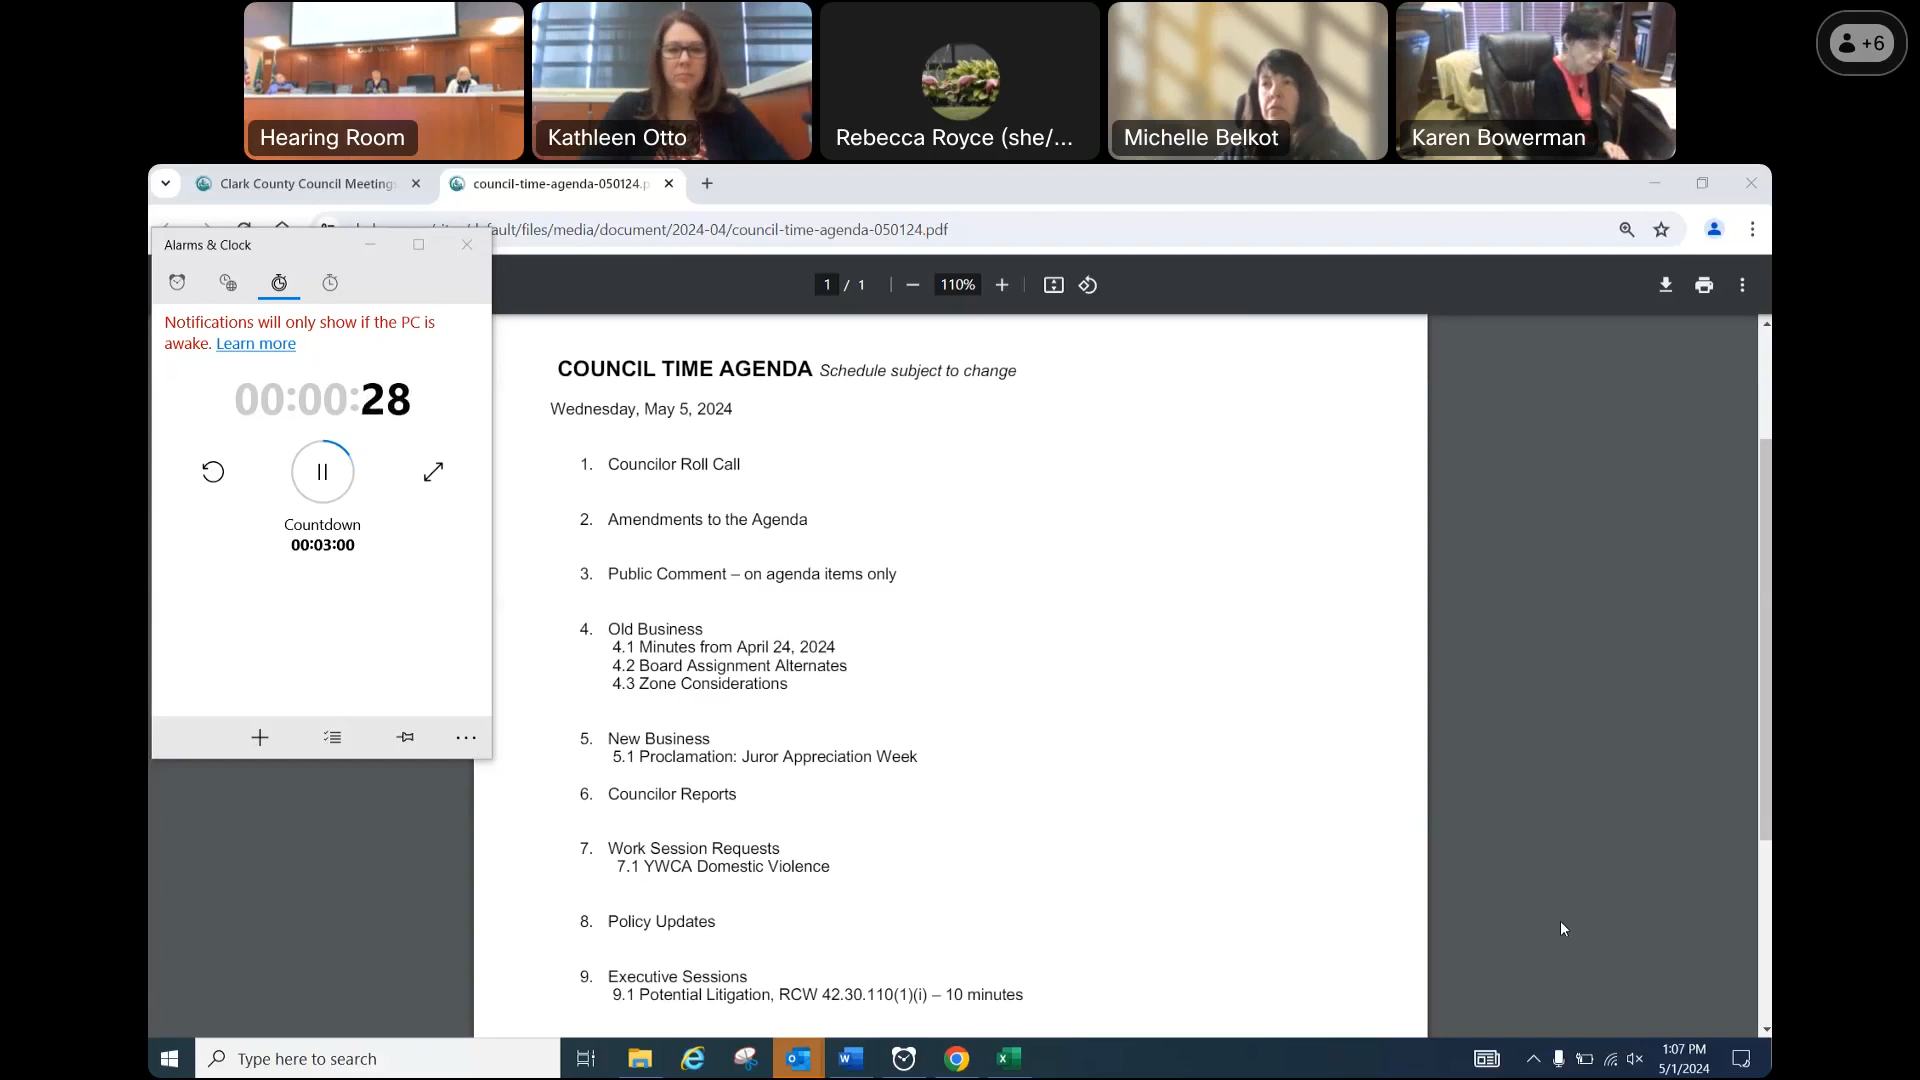 In God We Trust
Hearing Room
Kathleen Otto
Rebecca Royce (she/...
Michelle Belkot
Karen Bowerman
+6
Clark County Council Meetings
council-time-agenda-050124.p
ault/files/media/document/2024-04/council-time-agenda-050124.pdf
Alarms & Clock
1 / 1
110%
Notifications will only show if the PC is
awake. Learn more
00:00:28
Countdown
00:03:00
COUNCIL TIME AGENDA Schedule subject to change
Wednesday, May 5, 2024
1. Councilor Roll Call
2. Amendments to the Agenda
3. Public Comment – on agenda items only
4. Old Business
4.1 Minutes from April 24, 2024
4.2 Board Assignment Alternates
4.3 Zone Considerations
5. New Business
5.1 Proclamation: Juror Appreciation Week
6. Councilor Reports
7. Work Session Requests
7.1 YWCA Domestic Violence
8. Policy Updates
9. Executive Sessions
9.1 Potential Litigation, RCW 42.30.110(1)(i) – 10 minutes
Type here to search
1:07 PM
5/1/2024